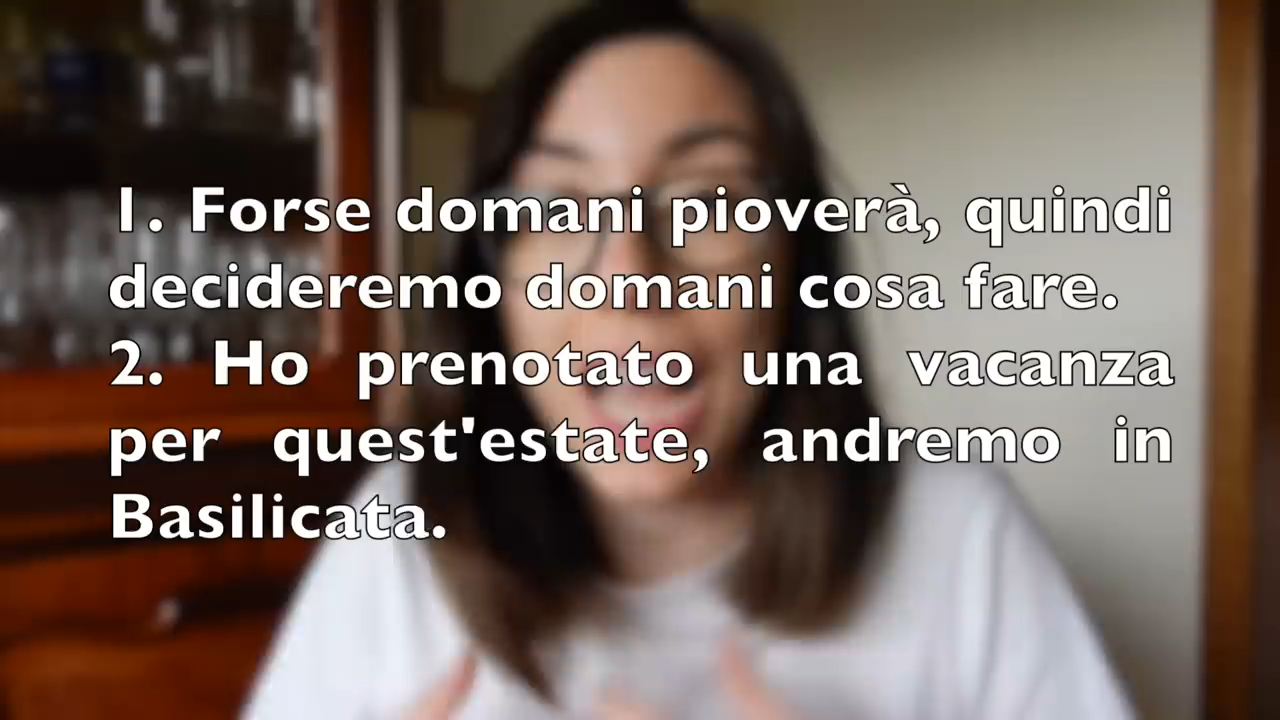 1. Forse domani pioverà, quindi
decideremo domani cosa fare.
2. Ho prenotato una vacanza
per quest'estate, andremo in
Basilicata.